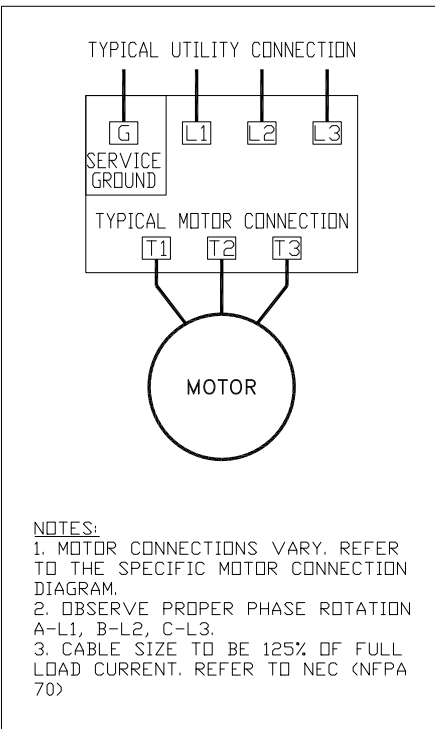 TYPICAL UTILITY CONNECTION
G L1 L2 L3
SERVICE
GROUND
TYPICAL MOTOR CONNECTION
T1 T2 T3
MOTOR
NOTES:
1. MOTOR CONNECTIONS VARY. REFER
TO THE SPECIFIC MOTOR CONNECTION
DIAGRAM.
2. OBSERVE PROPER PHASE ROTATION
A-L1, B-L2, C-L3.
3. CABLE SIZE TO BE 125% OF FULL
LOAD CURRENT. REFER TO NEC (NFPA
70)